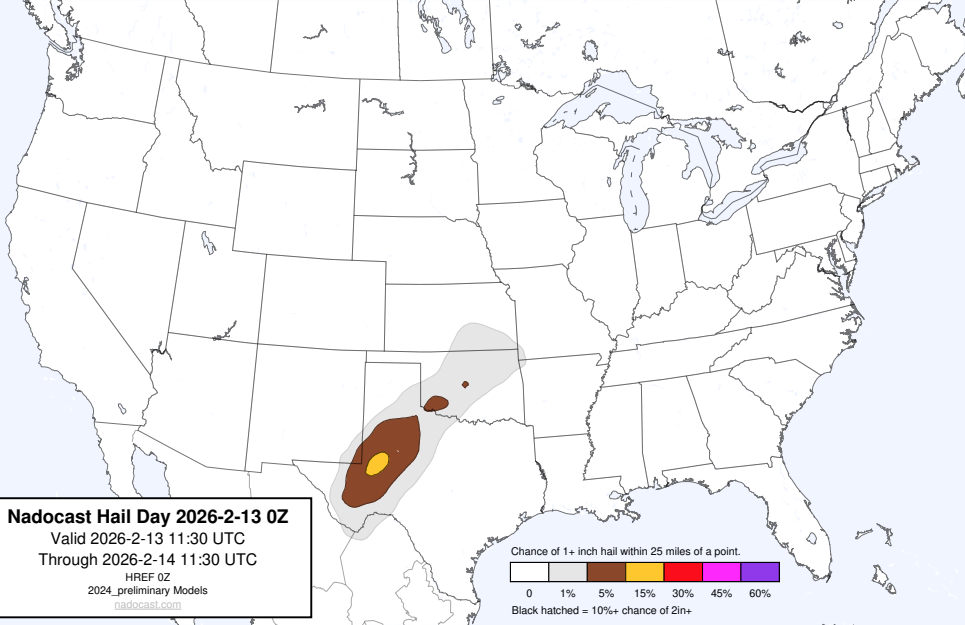 Nadocast Hail Day 2026-2-13 0Z
Valid 2026-2-13 11:30 UTC
Through 2026-2-14 11:30 UTC
HREF 0Z
2024_preliminary Models
nadocast.com
Chance of 1+ inch hail within 25 miles of a point.
0 1% 5% 15% 30% 45% 60%
Black hatched = 10%+ chance of 2in+